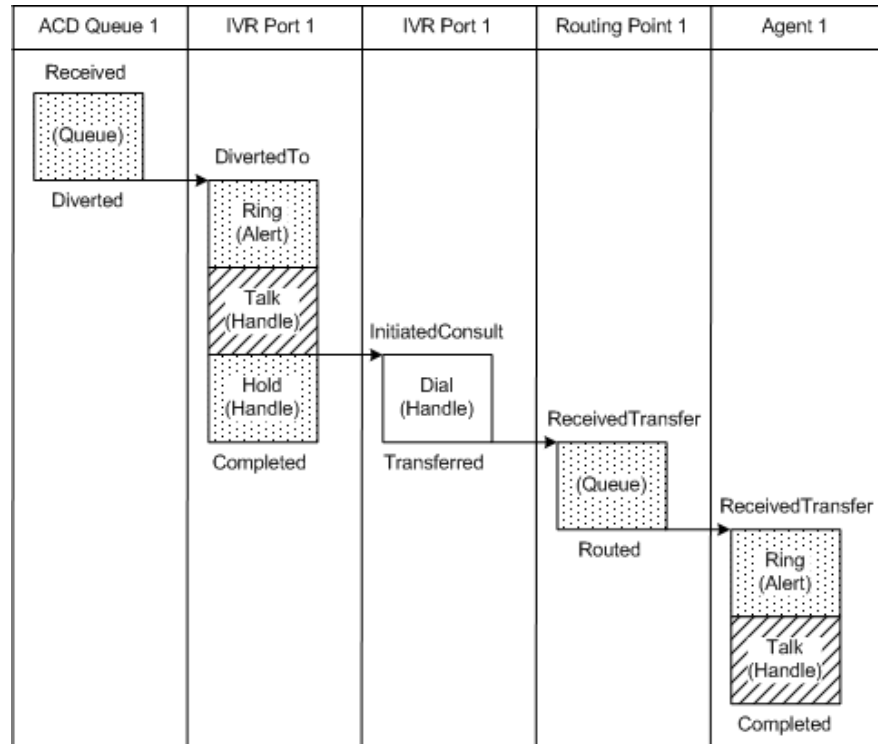 ACD Queue 1
IVR Port 1
IVR Port 1
Routing Point 1
Agent 1
Received
(Queue)
Diverted
DivertedTo
Ring
(Alert)
Talk
(Handle)
Hold
(Handle)
Completed
InitiatedConsult
Dial
(Handle)
Transferred
ReceivedTransfer
(Queue)
Routed
ReceivedTransfer
Ring
(Alert)
Talk
(Handle)
Completed